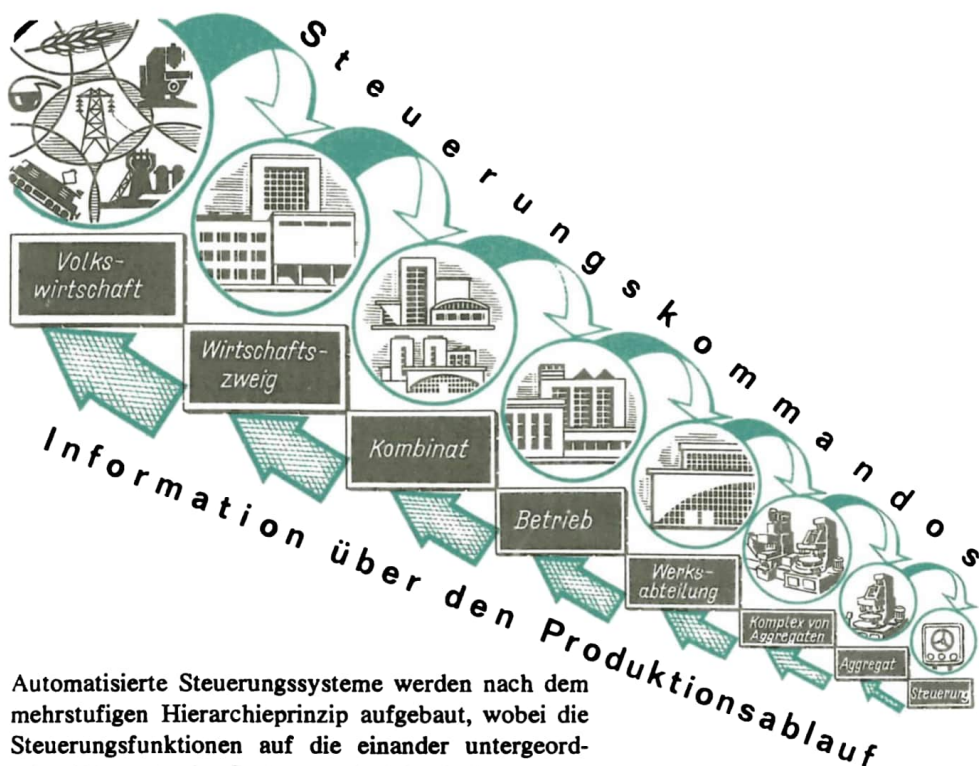 Steuerungskommandos
Volks-
wirtschaft
Wirtschafts-
zweig
Kombinat
Betrieb
Werks-
abteilung
Komplex von
Aggregaten
Aggregat
Steuerung
Information über den Produktionsablauf
Automatisierte Steuerungssysteme werden nach dem
mehrstufigen Hierarchieprinzip aufgebaut, wobei die
Steuerungsfunktionen auf die einander untergeord-